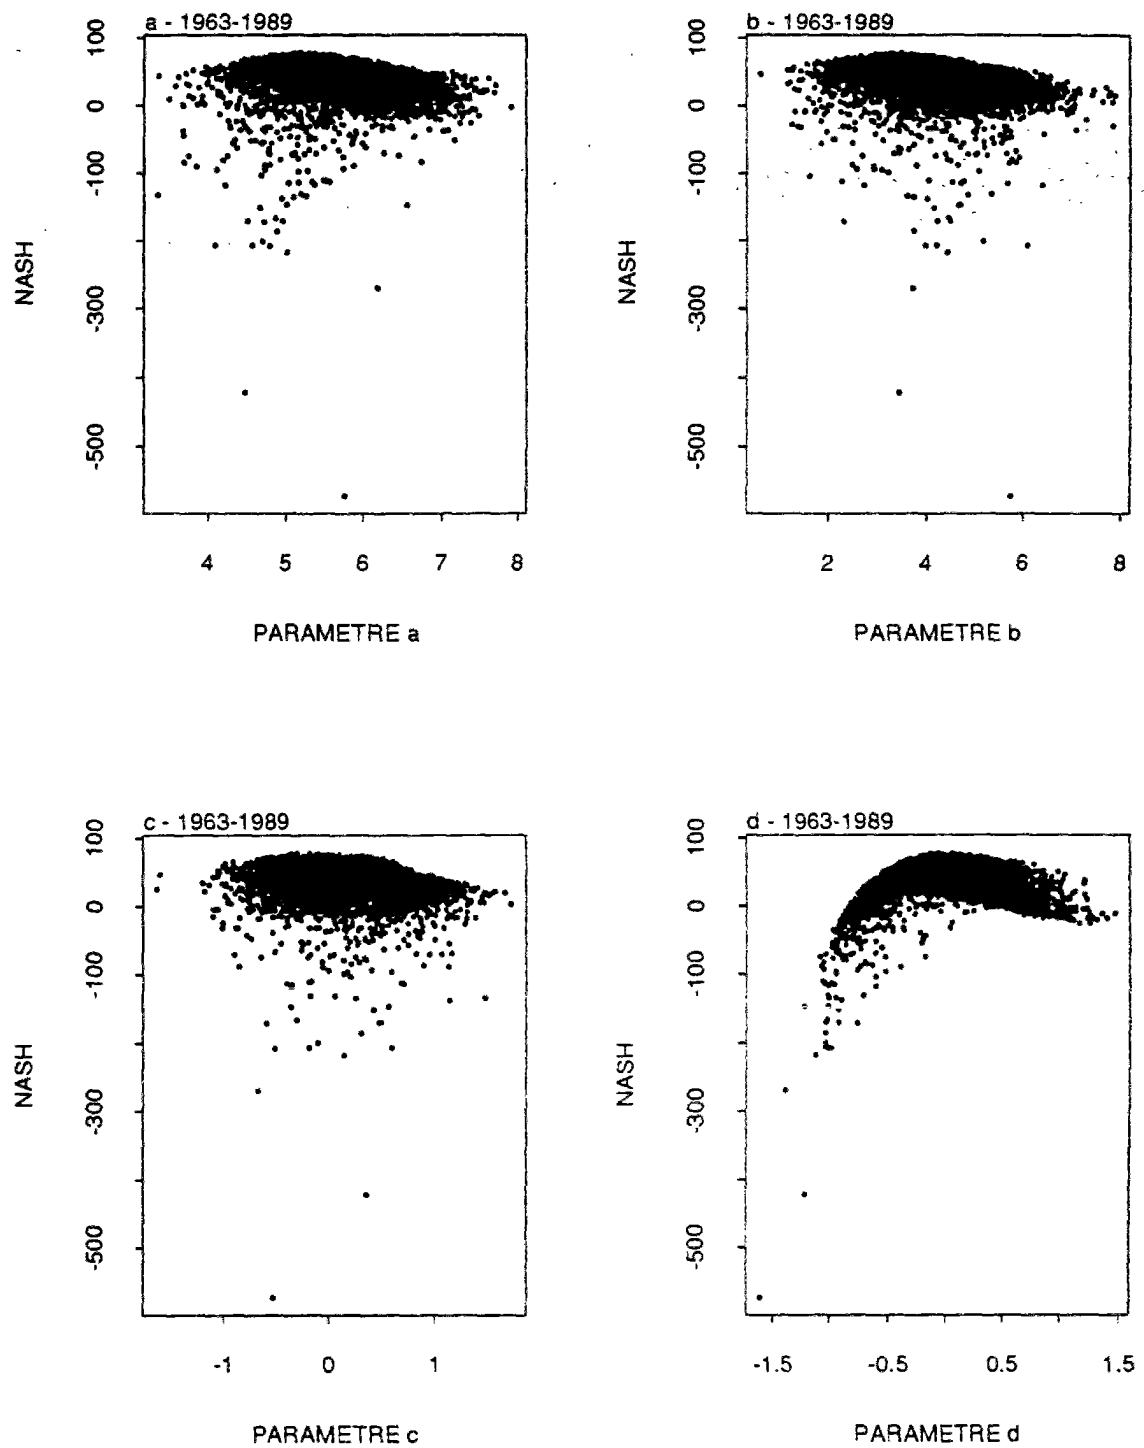 a - 1963-1989
100
0
-100
-300
-500
NASH
4 5 6 7 8
PARAMETRE a
b - 1963-1989
100
0
-100
-300
-500
NASH
2 4 6 8
PARAMETRE b
c - 1963-1989
100
0
-100
-300
-500
NASH
-1 0 1
PARAMETRE c
d - 1963-1989
100
0
-100
-300
-500
NASH
-1.5 -0.5 0.5 1.5
PARAMETRE d